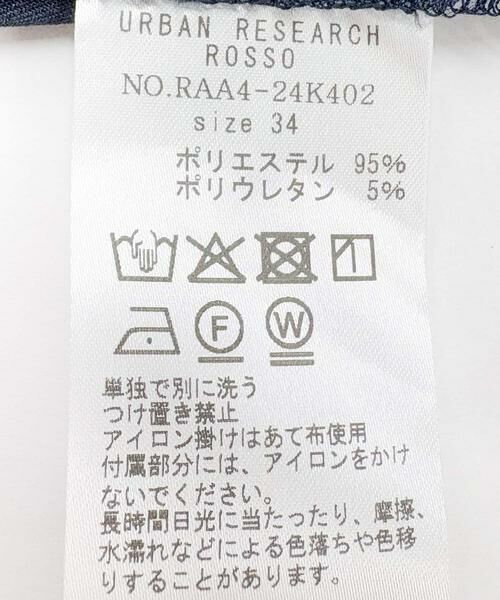 URBAN RESEARCH
ROSSO
NO.RAA4-24K402
size 34
ポリエステル 95%
ポリウレタン 5%
F W
単独で別に洗う
つけ置き禁止
アイロン掛けはあて布使用
付属部分には、アイロンをかけ
ないでください。
長時間日光に当たったり、摩擦、
水濡れなどによる色落ちや色移
りすることがあります。